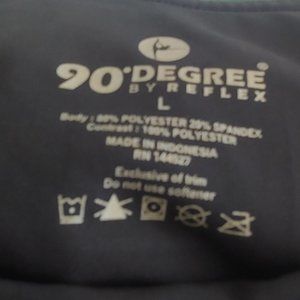 90°DEGREE®
BY REFLEX
L
Body : 80% POLYESTER 20% SPANDEX
Contrast : 100% POLYESTER
MADE IN INDONESIA
RN 144527
Exclusive of trim
Do not use softener